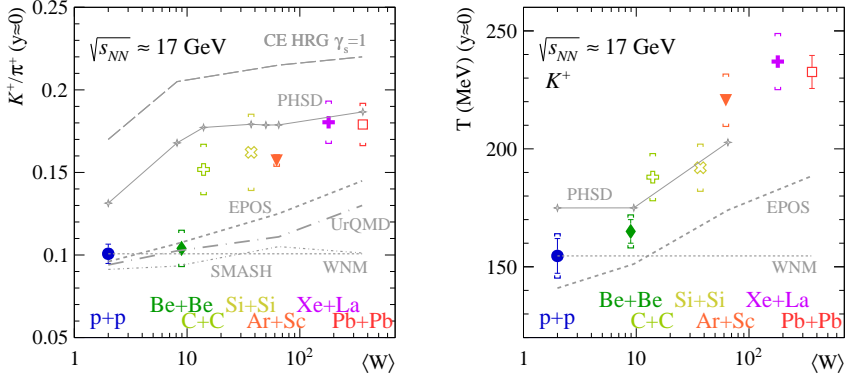 K⁺/π⁺ (y≈0)
0.25
0.2
0.15
0.1
0.05
√s_NN ≈ 17 GeV
CE HRG γ_s=1
PHSD
EPOS
UrQMD
SMASH
WNM
Be+Be
Si+Si
Xe+La
p+p
C+C
Ar+Sc
Pb+Pb
1
10
10²
⟨W⟩
T (MeV) (y≈0)
250
200
150
√s_NN ≈ 17 GeV
K⁺
PHSD
EPOS
WNM
Be+Be
Si+Si
Xe+La
p+p
C+C
Ar+Sc
Pb+Pb
1
10
10²
⟨W⟩